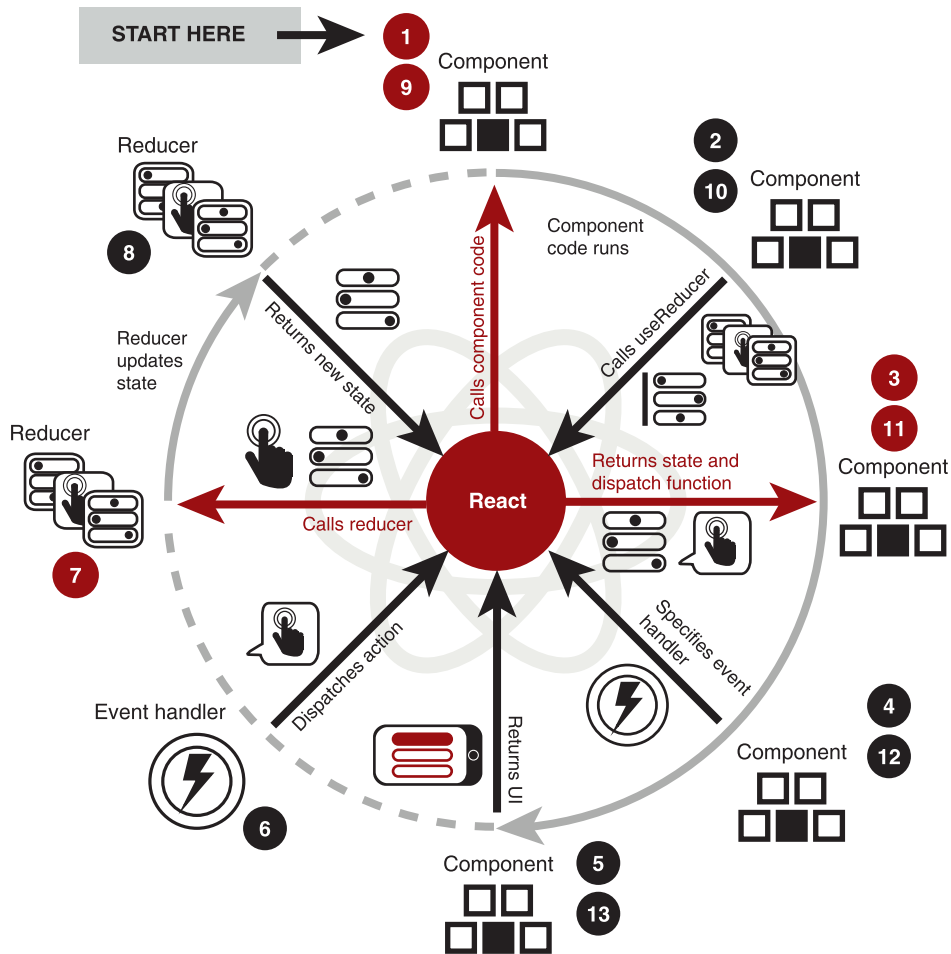 START HERE
1
9
Component
2
10
Component
Reducer
8
Component
code runs
Calls component code
Calls useReducer
Returns new state
Reducer
updates
state
3
11
Component
Reducer
7
Returns state and
dispatch function
React
Calls reducer
Specifies event
handler
Dispatches action
Returns UI
Event handler
6
4
12
Component
Component
5
13